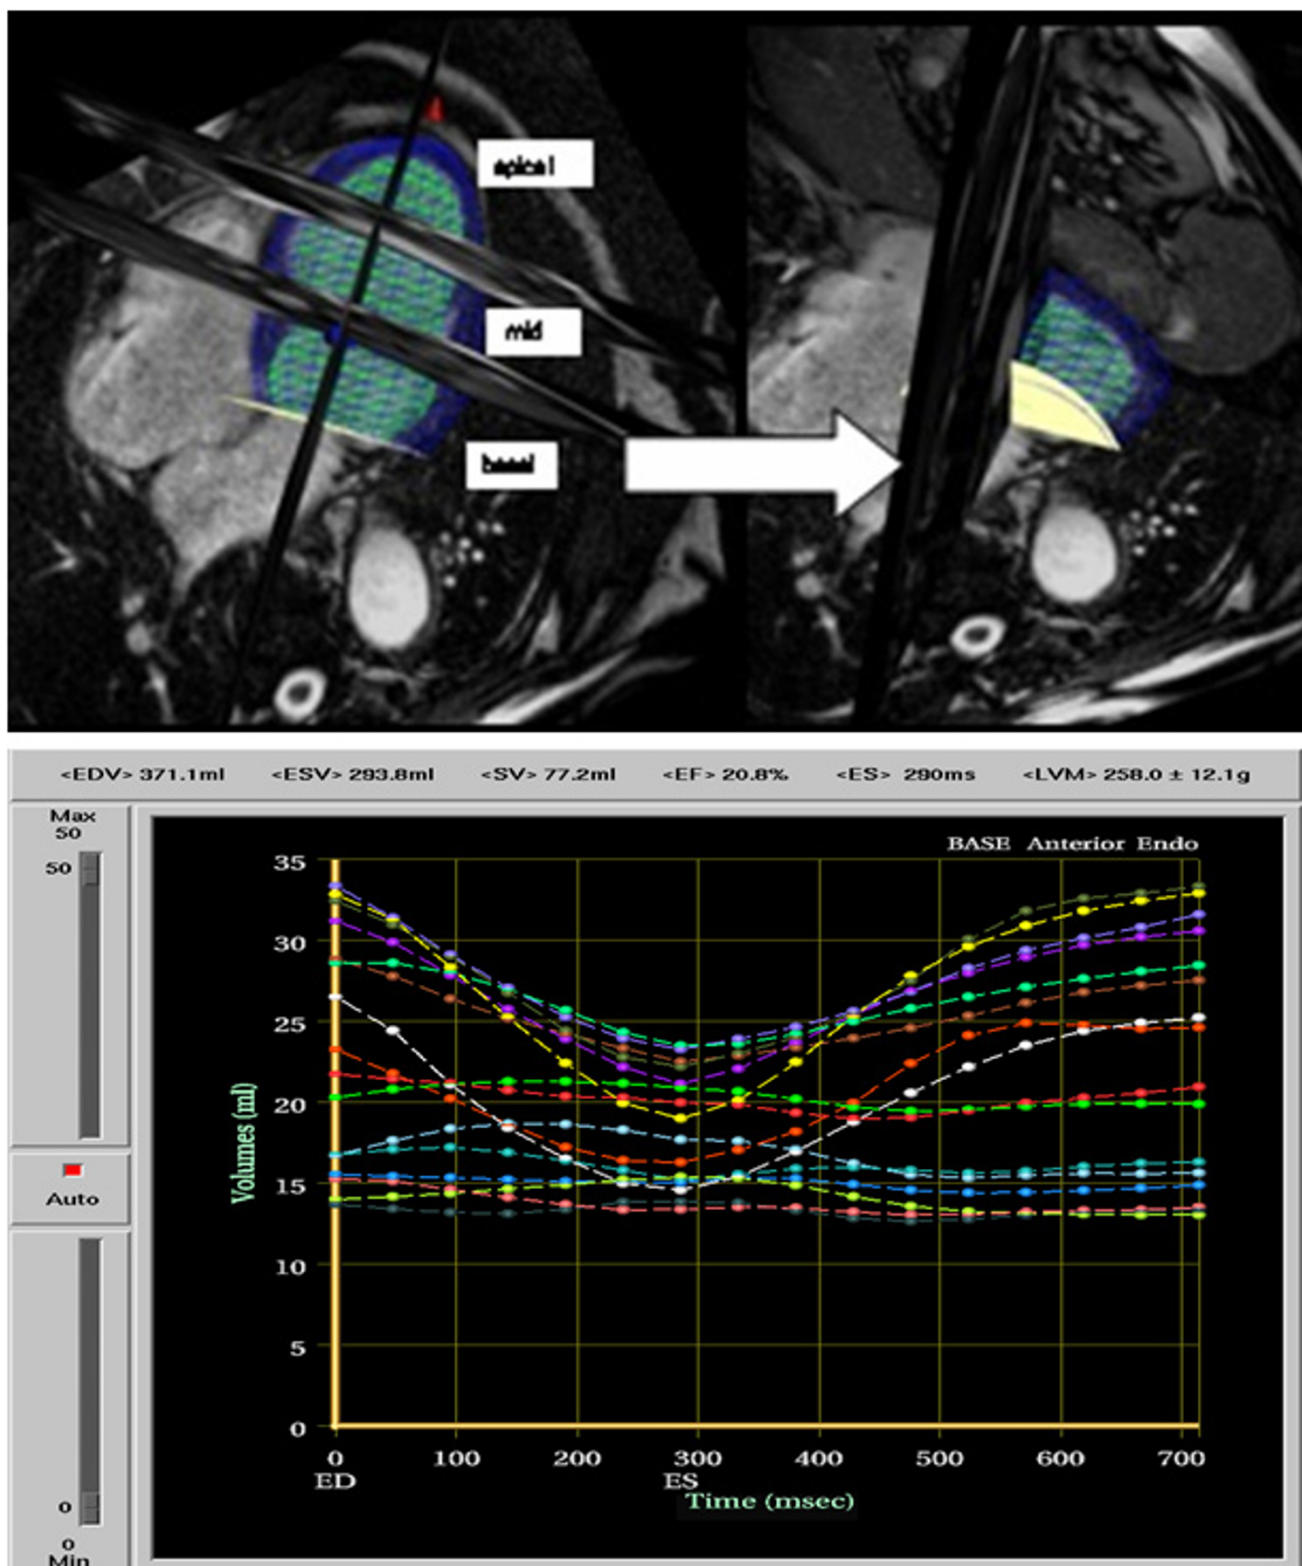 apical
mid
basal
<EDV> 371.1ml <ESV> 293.8ml <SV> 77.2ml <EF> 20.8% <ES> 290ms <LVM> 258.0 ± 12.1g
Max
50
50
Auto
0
0
Min
BASE Anterior Endo
35
30
25
20
15
10
5
0
Volumes (ml)
0 100 200 300 400 500 600 700
ED ES
Time (msec)